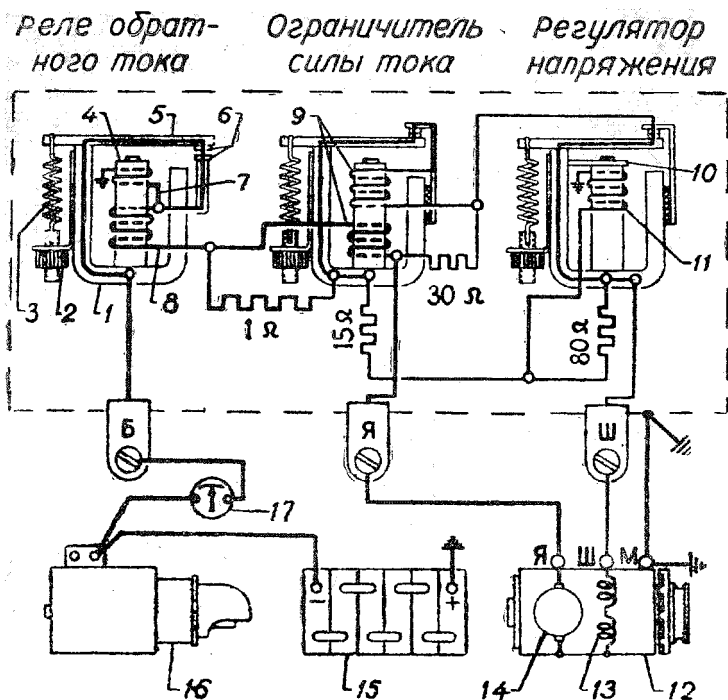 Реле обрат-
ного тока
Ограничитель
силы тока
Регулятор
напряжения
4 5 6 9
7
10
3 2 1 8
11
1 Ω
15 Ω
30 Ω
80 Ω
Б Я Ш
17
Я Ш М
– +
16 15 14 13 12